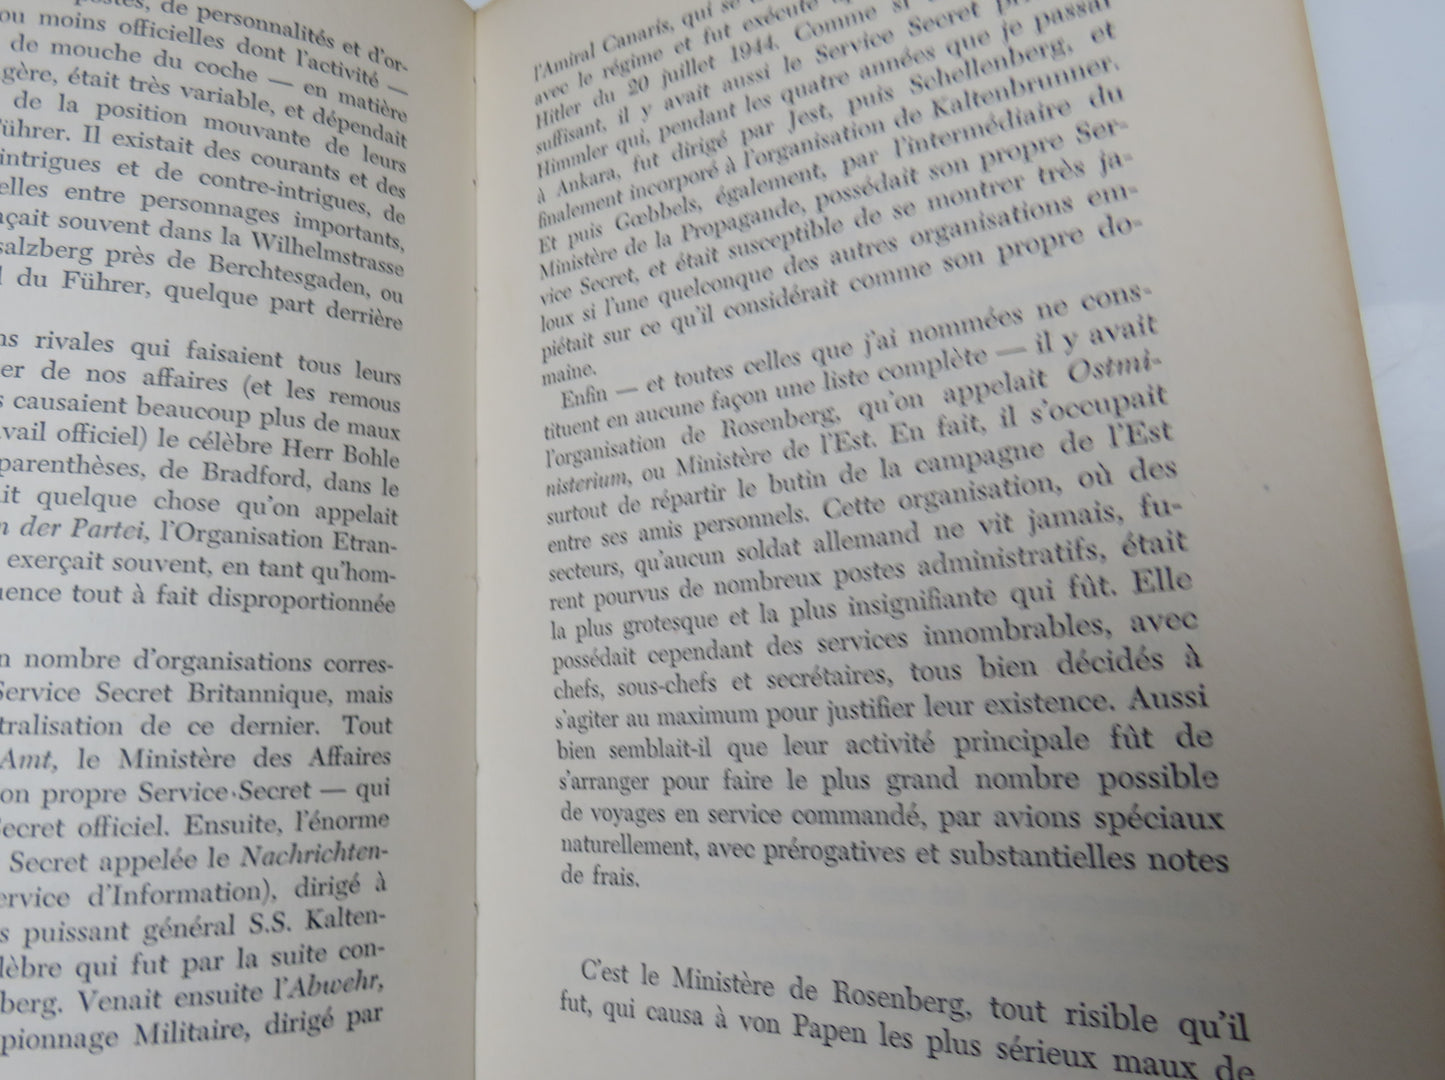 de personnalités et d'or-
ou moins officielles dont l'activité —
de mouche du coche — en matière
gère, était très variable, et dépendait
de la position mouvante de leurs
ührer. Il existait des courants et des
intrigues et de contre-intrigues, de
elles entre personnages importants,
çait souvent dans la Wilhelmstrasse
salzberg près de Berchtesgaden, ou
du Führer, quelque part derrière
ns rivales qui faisaient tous leurs
er de nos affaires (et les remous
s causaient beaucoup plus de maux
vail officiel) le célèbre Herr Bohle
parenthèses, de Bradford, dans le
it quelque chose qu'on appelait
n der Partei, l'Organisation Etran-
exerçait souvent, en tant qu'hom-
uence tout à fait disproportionnée
n nombre d'organisations corres-
Service Secret Britannique, mais
tralisation de ce dernier. Tout
Amt, le Ministère des Affaires
on propre Service-Secret — qui
ecret officiel. Ensuite, l'énorme
Secret appelée le Nachrichten-
ervice d'Information), dirigé à
s puissant général S.S. Kalten-
lèbre qui fut par la suite con-
berg. Venait ensuite l'Abwehr,
pionnage Militaire, dirigé par
l'Amiral Canaris, qui se
avec le régime et fut exécuté
Hitler du 20 juillet 1944. Comme si
suffisant, il y avait aussi le Service Secret
Himmler qui, pendant les quatre années que je passai
à Ankara, fut dirigé par Jest, puis Schellenberg, et
finalement incorporé à l'organisation de Kaltenbrunner.
Et puis Gœbbels, également, par l'intermédiaire du
Ministère de la Propagande, possédait son propre Ser-
vice Secret, et était susceptible de se montrer très ja-
loux si l'une quelconque des autres organisations em-
piétait sur ce qu'il considérait comme son propre do-
maine.
Enfin — et toutes celles que j'ai nommées ne cons-
tituent en aucune façon une liste complète — il y avait
l'organisation de Rosenberg, qu'on appelait Ostmi-
nisterium, ou Ministère de l'Est. En fait, il s'occupait
surtout de répartir le butin de la campagne de l'Est
entre ses amis personnels. Cette organisation, où des
secteurs, qu'aucun soldat allemand ne vit jamais, fu-
rent pourvus de nombreux postes administratifs, était
la plus grotesque et la plus insignifiante qui fût. Elle
possédait cependant des services innombrables, avec
chefs, sous-chefs et secrétaires, tous bien décidés à
s'agiter au maximum pour justifier leur existence. Aussi
bien semblait-il que leur activité principale fût de
s'arranger pour faire le plus grand nombre possible
de voyages en service commandé, par avions spéciaux
naturellement, avec prérogatives et substantielles notes
de frais.
C'est le Ministère de Rosenberg, tout risible qu'il
fut, qui causa à von Papen les plus sérieux maux de